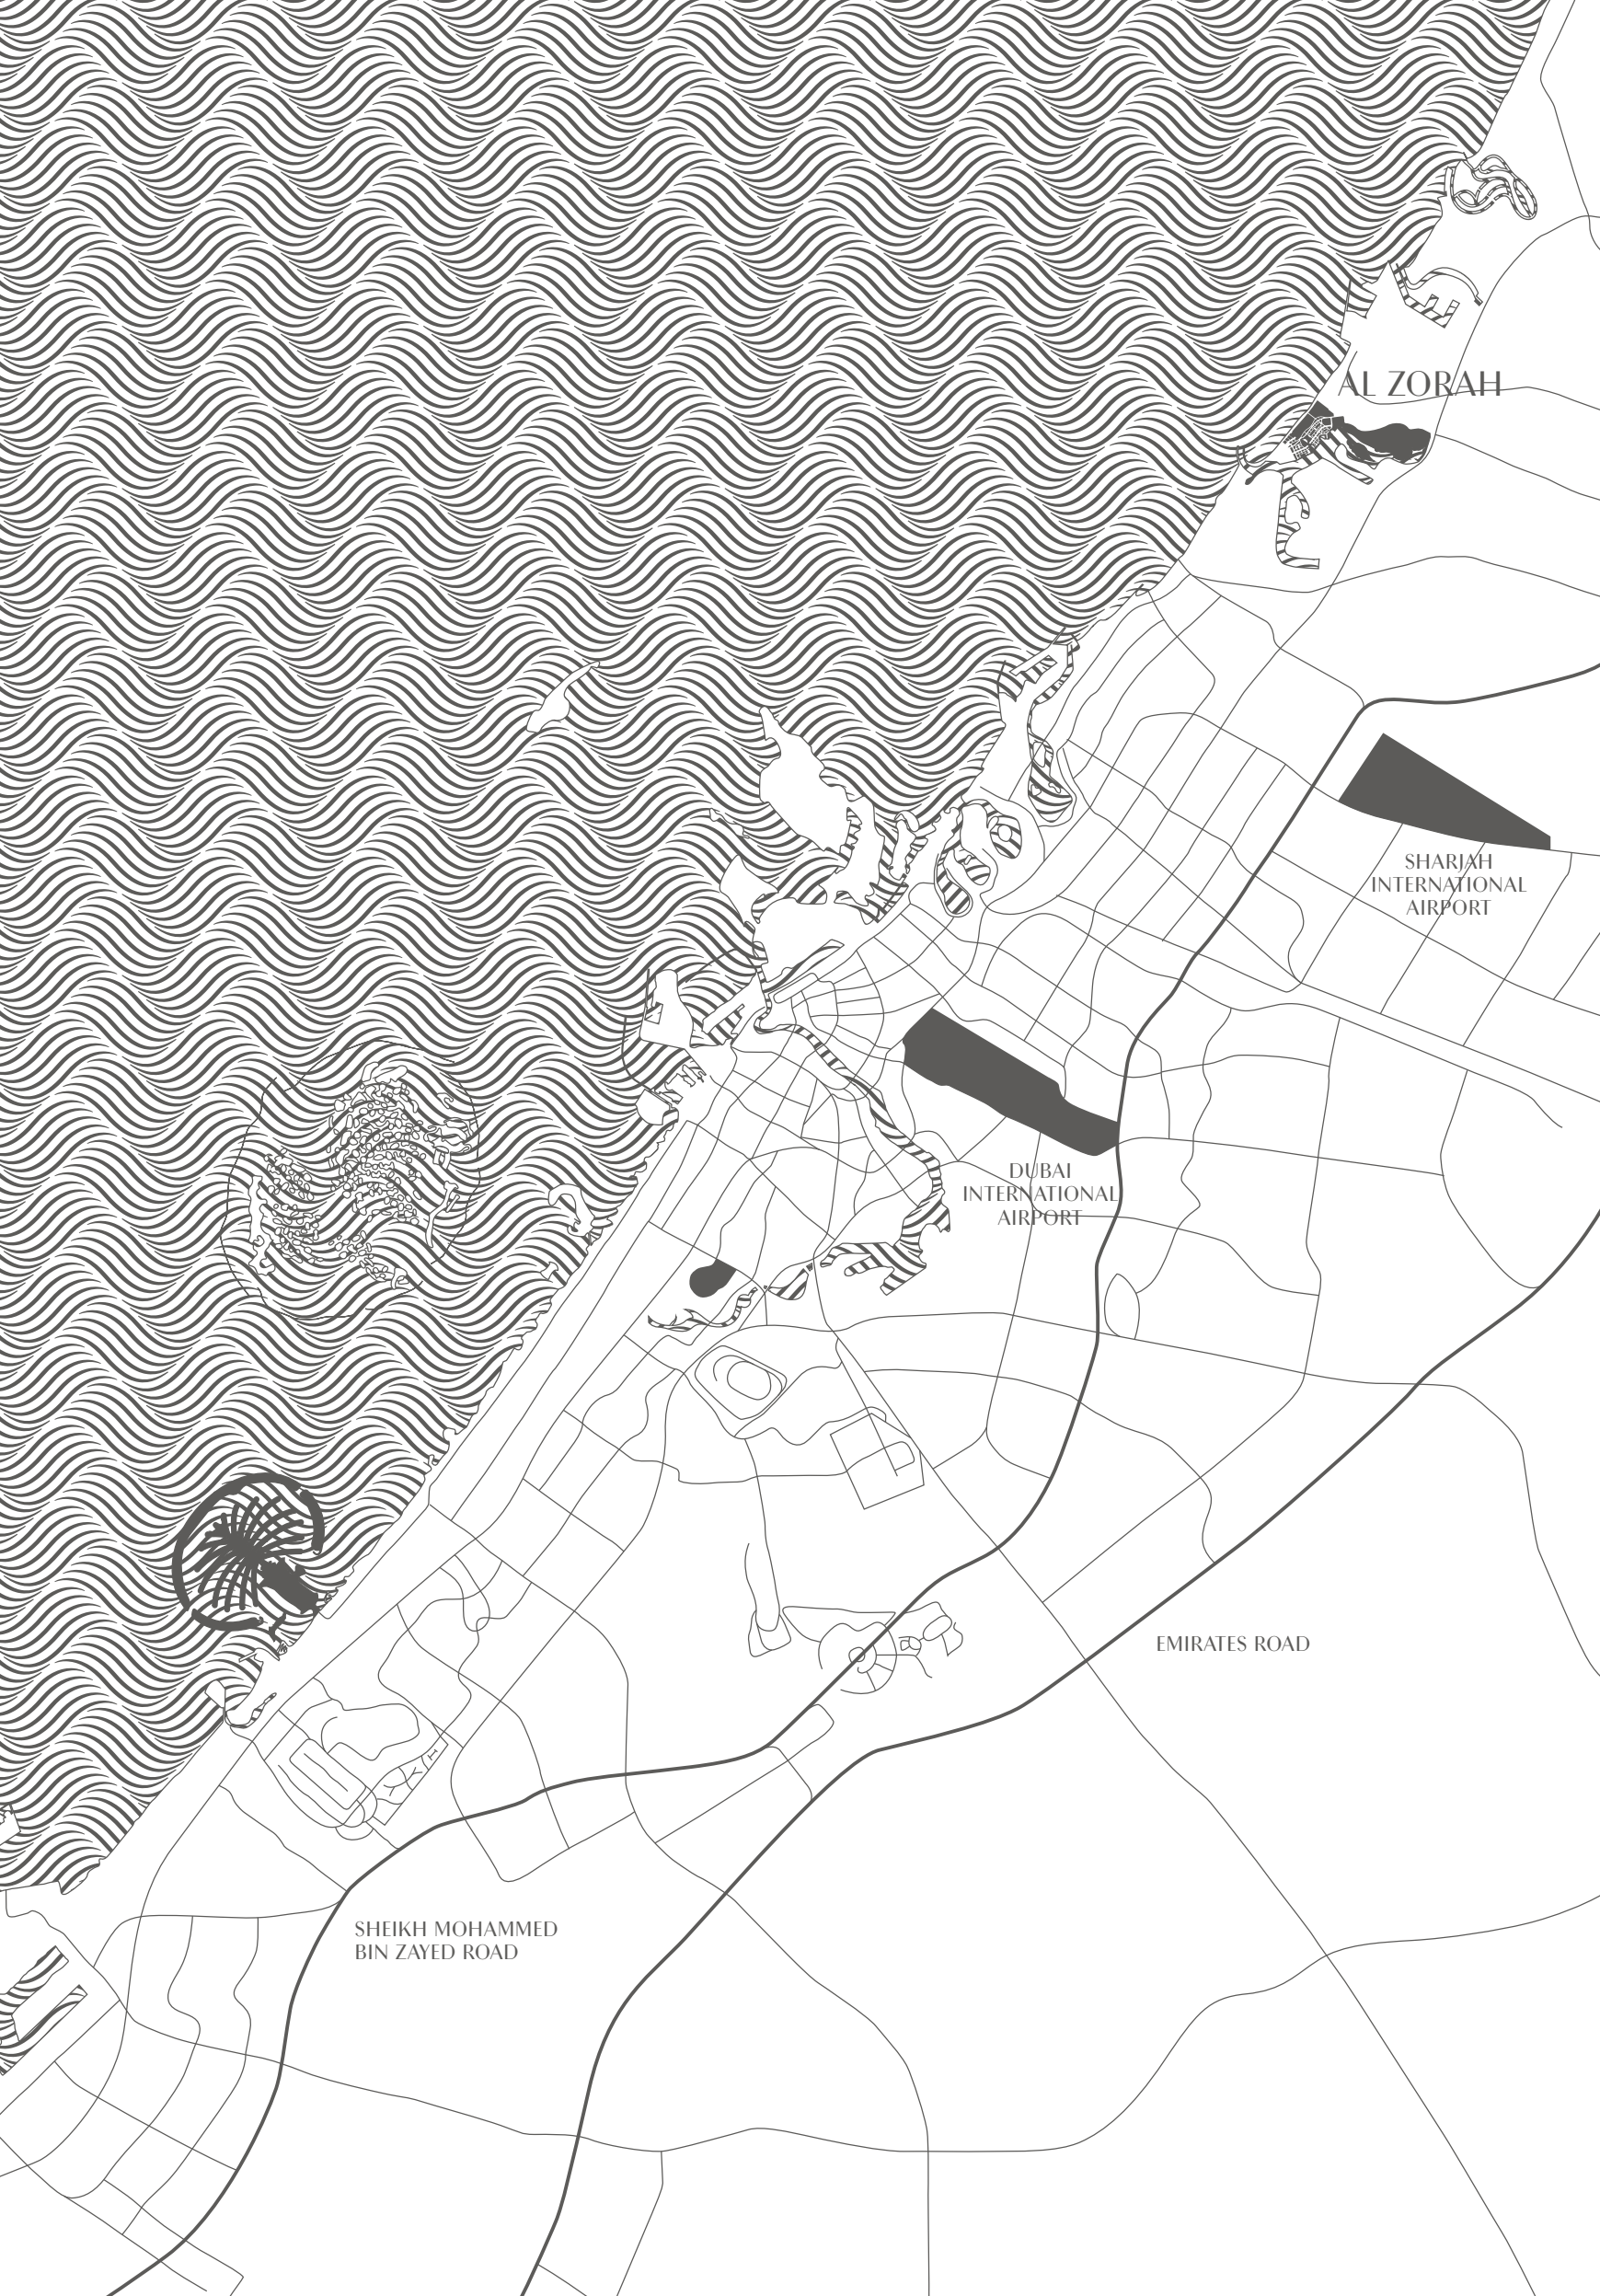 AL ZORAH
SHARJAH
INTERNATIONAL
AIRPORT
DUBAI
INTERNATIONAL
AIRPORT
EMIRATES ROAD
SHEIKH MOHAMMED
BIN ZAYED ROAD